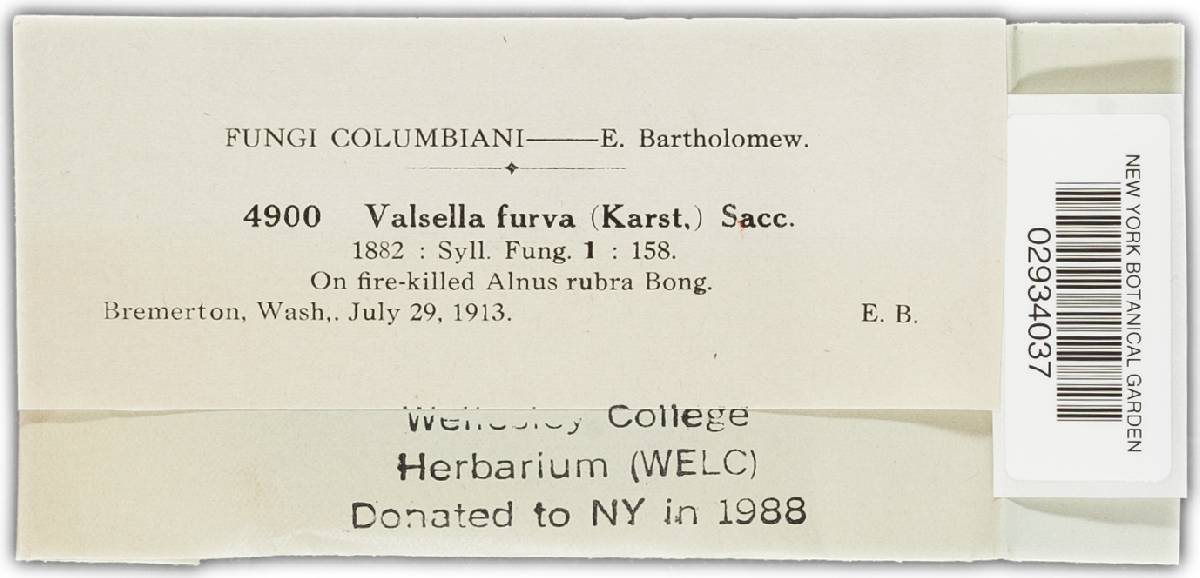 FUNGI COLUMBIANI——E. Bartholomew.
4900 Valsella furva (Karst.) Sacc.
1882 : Syll. Fung. 1 : 158.
On fire-killed Alnus rubra Bong.
Bremerton, Wash,. July 29, 1913. E. B.
Wellesley College
Herbarium (WELC)
Donated to NY in 1988
NEW YORK BOTANICAL GARDEN
02934037